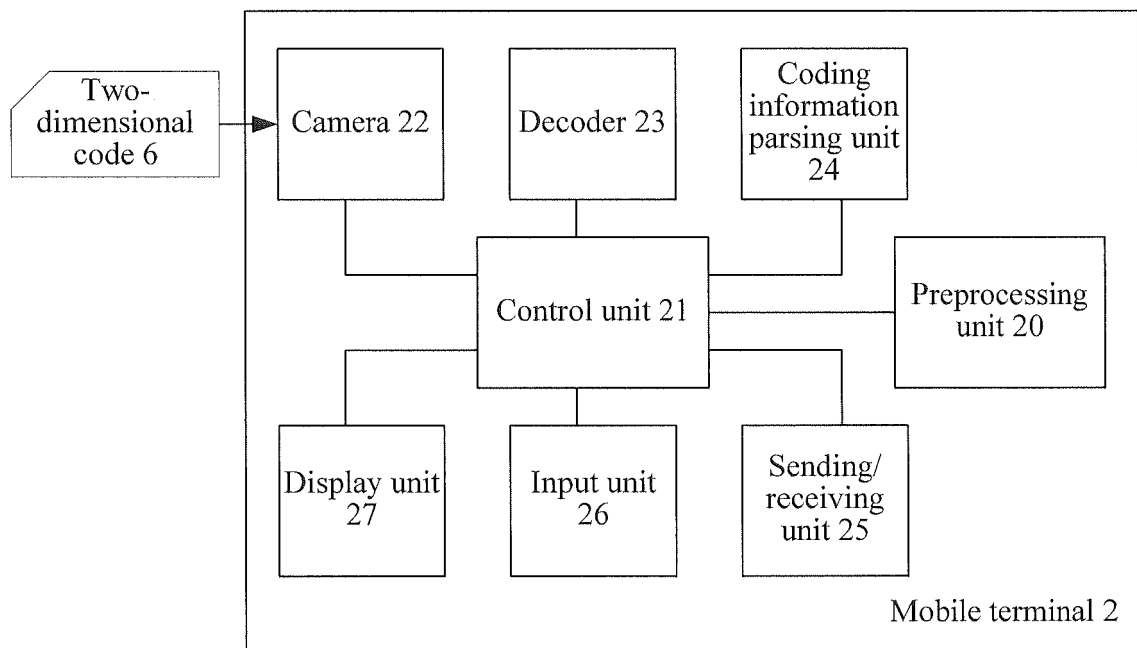 Two-
dimensional
code 6
Camera 22
Decoder 23
Coding
information
parsing unit
24
Control unit 21
Preprocessing
unit 20
Display unit
27
Input unit
26
Sending/
receiving
unit 25
Mobile terminal 2